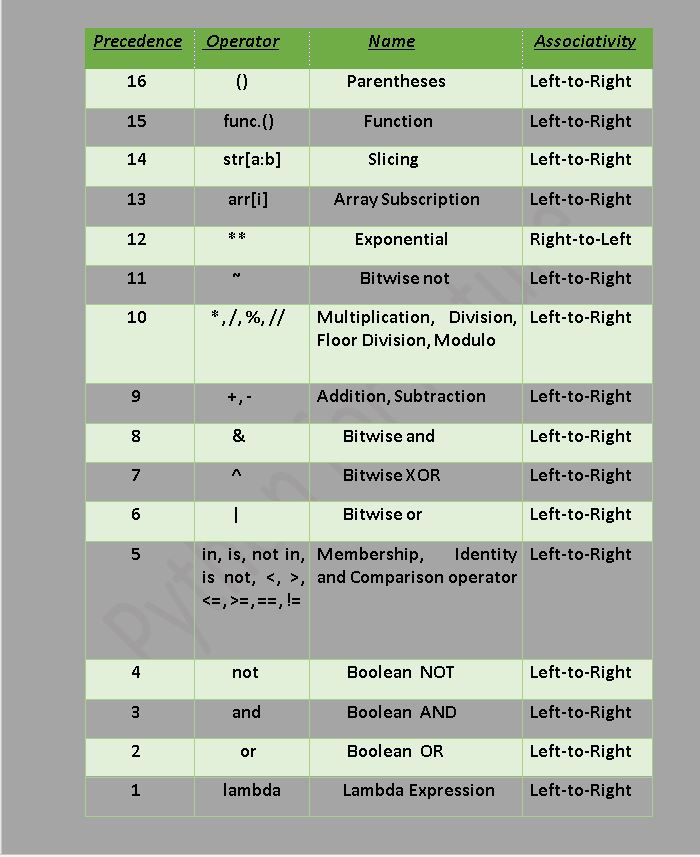 Precedence Operator Name Associativity
16 () Parentheses Left-to-Right
15 func.() Function Left-to-Right
14 str[a:b] Slicing Left-to-Right
13 arr[i] Array Subscription Left-to-Right
12 ** Exponential Right-to-Left
11 ~ Bitwise not Left-to-Right
10 *, /, %, // Multiplication, Division, Left-to-Right
Floor Division, Modulo
9 +, - Addition, Subtraction Left-to-Right
8 & Bitwise and Left-to-Right
7 ^ Bitwise XOR Left-to-Right
6 | Bitwise or Left-to-Right
5 in, is, not in, Membership, Identity Left-to-Right
is not, <, >, and Comparison operator
<=, >=, ==, !=
4 not Boolean NOT Left-to-Right
3 and Boolean AND Left-to-Right
2 or Boolean OR Left-to-Right
1 lambda Lambda Expression Left-to-Right